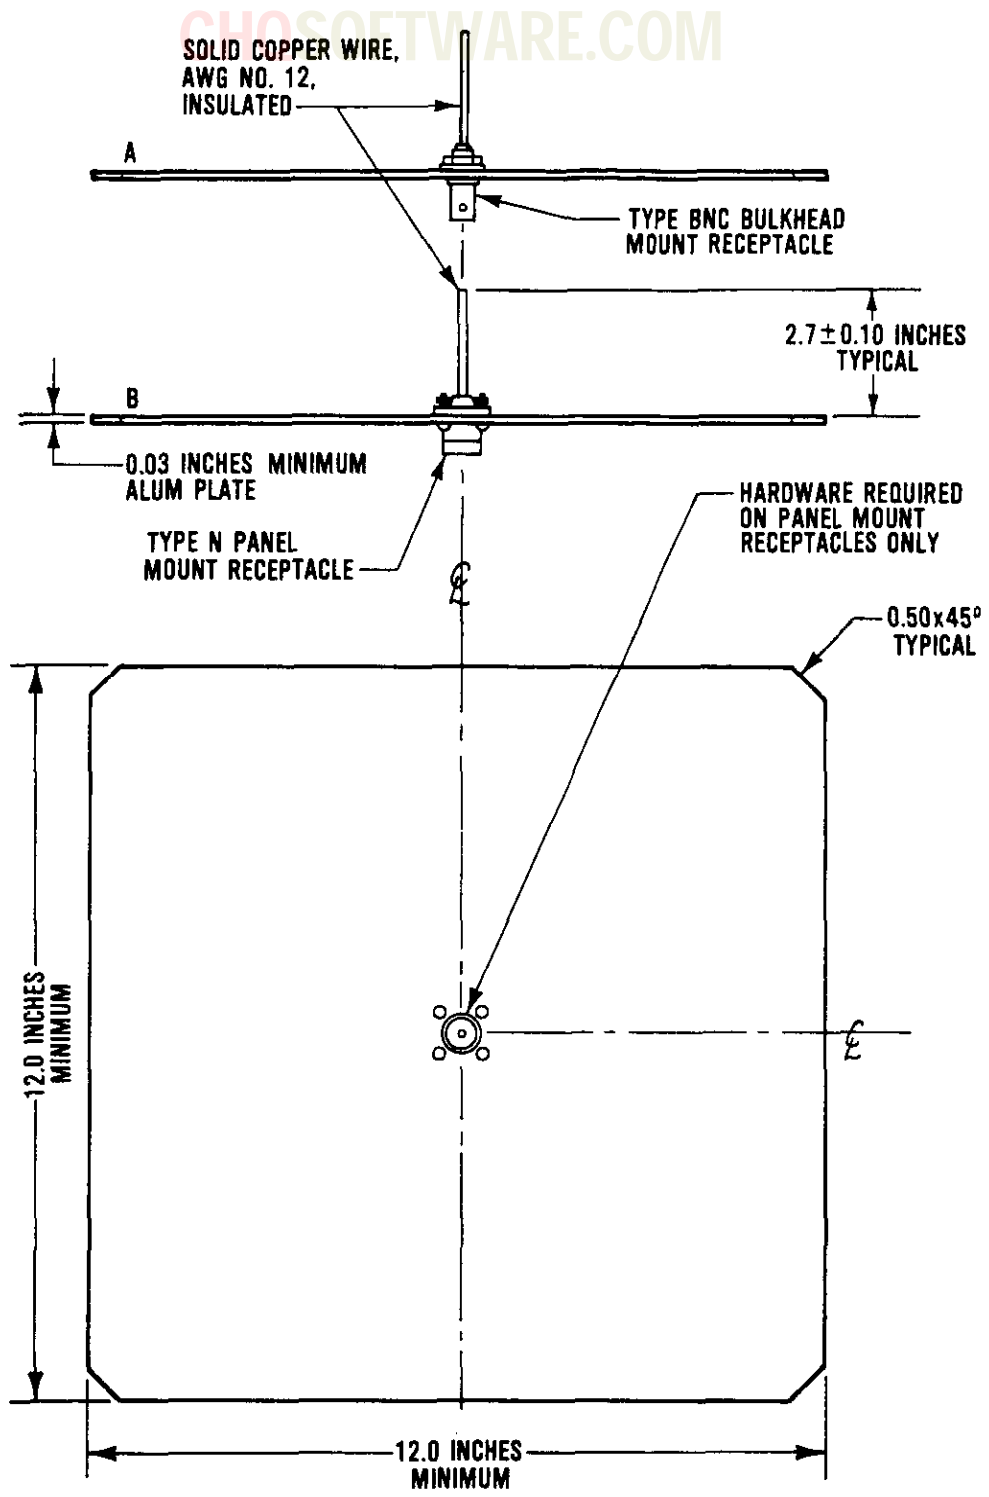 CHOSOFTWARE.COM
SOLID COPPER WIRE,
AWG NO. 12,
INSULATED
A
TYPE BNC BULKHEAD
MOUNT RECEPTACLE
2.7±0.10 INCHES
TYPICAL
B
0.03 INCHES MINIMUM
ALUM PLATE
HARDWARE REQUIRED
ON PANEL MOUNT
RECEPTACLES ONLY
TYPE N PANEL
MOUNT RECEPTACLE
℄
0.50x45º
TYPICAL
12.0 INCHES
MINIMUM
℄
12.0 INCHES
MINIMUM